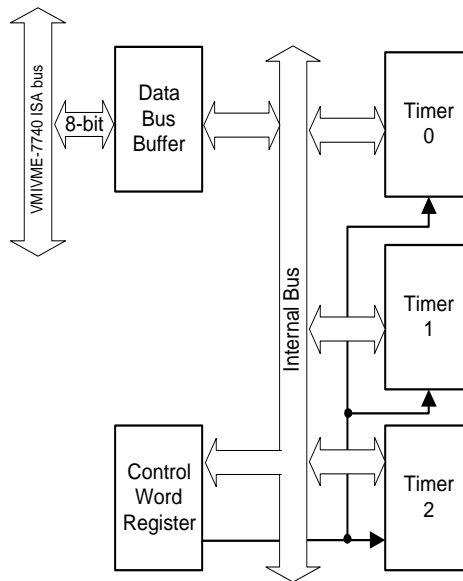 VMIVME-7740 ISA bus
8-bit
Data
Bus
Buffer
Internal Bus
Timer
0
Timer
1
Control
Word
Register
Timer
2